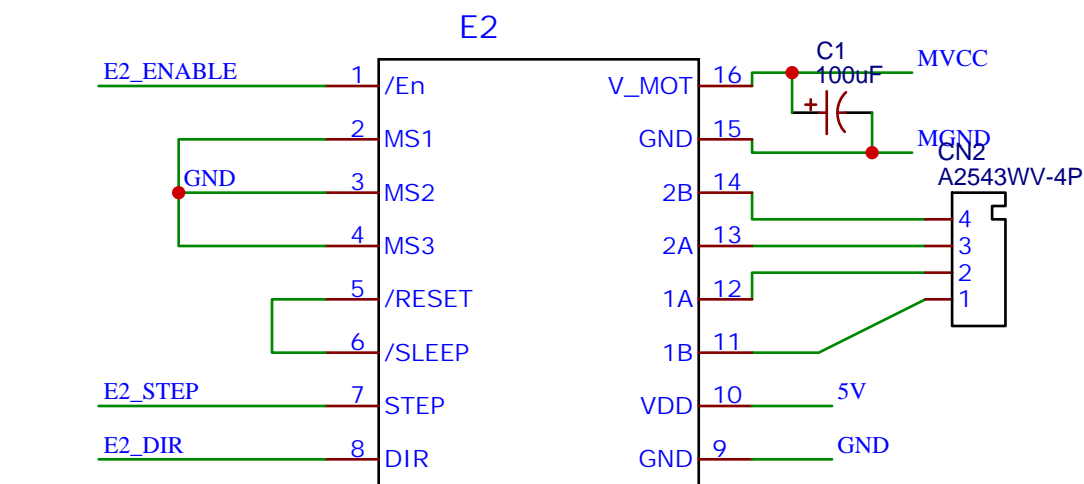 E2
C1
100uF
MVCC
E2_ENABLE
1
/En
V_MOT
16
+
2
MS1
GND
15
MGND
CN2
A2543WV-4P
GND
3
MS2
2B
14
4
4
MS3
2A
13
3
2
5
/RESET
1A
12
1
6
/SLEEP
1B
11
E2_STEP
7
STEP
VDD
10
5V
E2_DIR
8
DIR
GND
9
GND